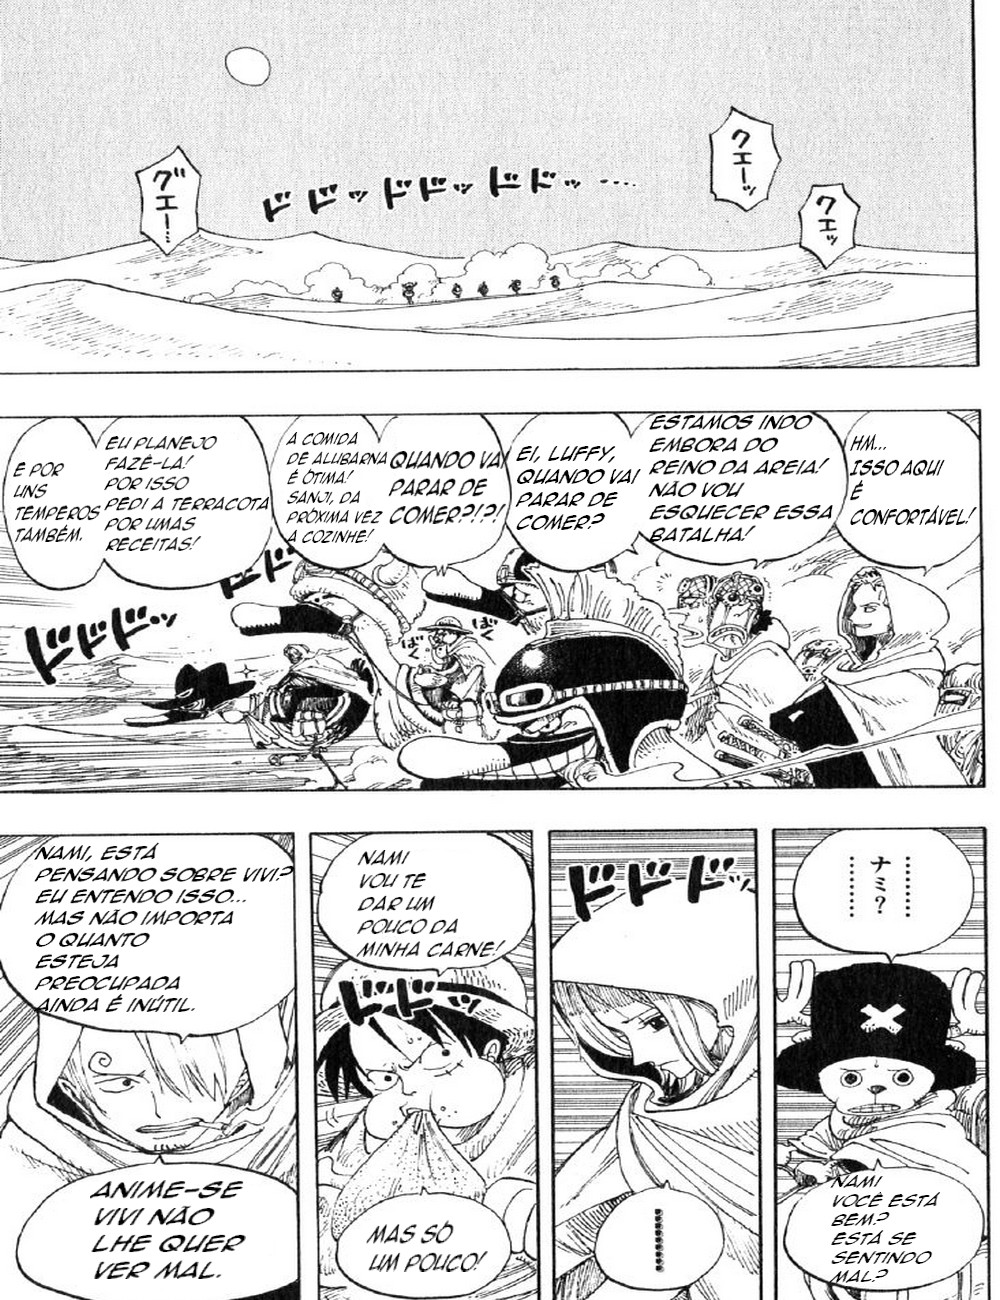 クエーッ
クエッ
ドドッドドッドドッ‥‥
グエー!…
HM...
ISSO AQUI
É
CONFORTÁVEL!
ESTAMOS INDO
EMBORA DO
REINO DA AREIA!
NÃO VOU
ESQUECER ESSA
BATALHA!
EI, LUFFY,
QUANDO VAI
PARAR DE
COMER?
QUANDO VAI
PARAR DE
COMER?!?!
A COMIDA
DE ALUBARNA
E ÓTIMA!
SANJI, DA
PRÓXIMA VEZ
A COZINHE!
EU PLANEJO
FAZÊ-LA!
POR ISSO
PEDI A TERRACOTA
POR UMAS
RECEITAS!
E POR
UNS
TEMPEROS
TAMBÉM.
ばく
ばく
ドドッ
ドドドッ
………
ナミ?
………
NAMI
VOCÊ ESTÁ
BEM?
ESTÁ SE
SENTINDO
MAL?
ドドドッ
…………
NAMI
VOU TE
DAR UM
POUCO DA
MINHA CARNE!
ドドドッ
MAS SÓ
UM POUCO!
NAMI, ESTÁ
PENSANDO SOBRE VIVI?
EU ENTENDO ISSO...
MAS NÃO IMPORTA
O QUANTO
ESTEJA
PREOCUPADA
AINDA É INÚTIL.
ANIME-SE
VIVI NÃO
LHE QUER
VER MAL.